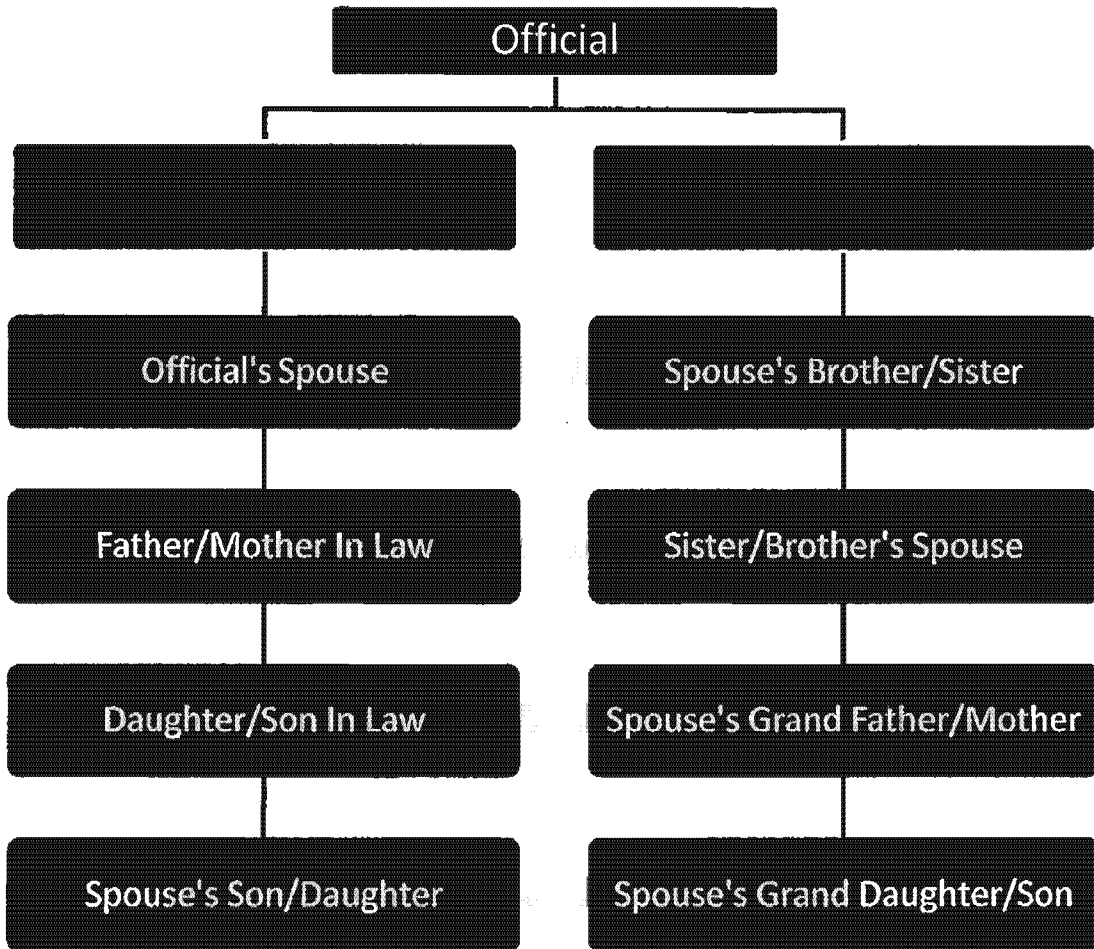 Official
Official's Spouse
Father/Mother In Law
Daughter/Son In Law
Spouse's Son/Daughter
Spouse's Brother/Sister
Sister/Brother's Spouse
Spouse's Grand Father/Mother
Spouse's Grand Daughter/Son